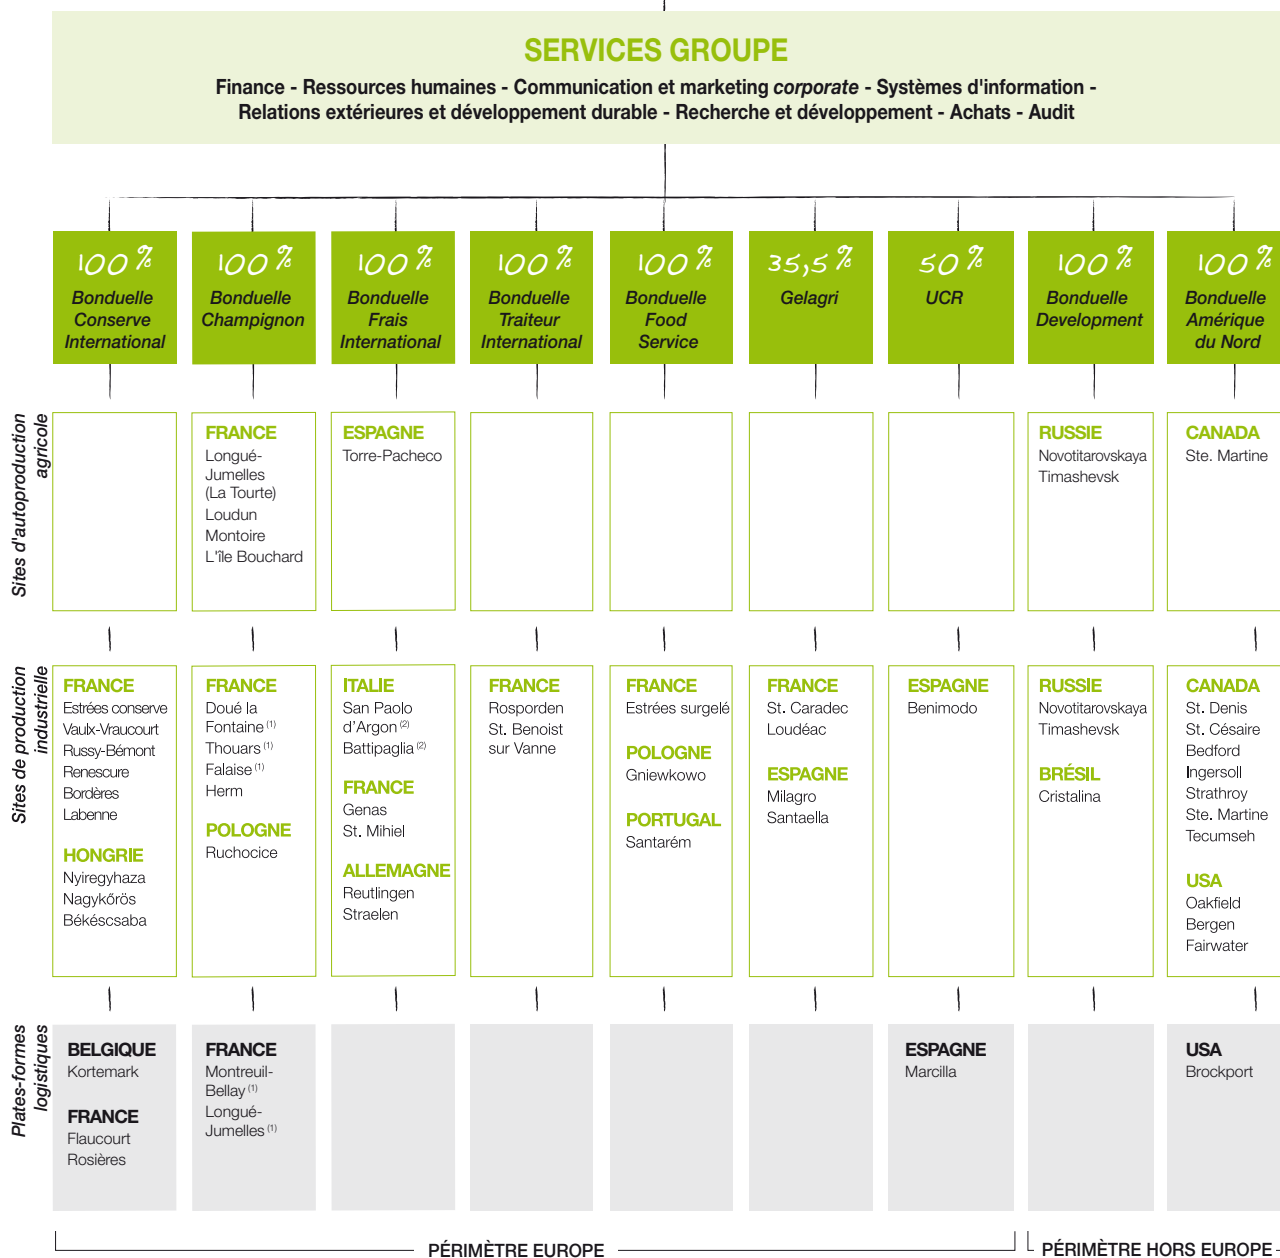 SERVICES GROUPE
Finance - Ressources humaines - Communication et marketing corporate - Systèmes d'information -
Relations extérieures et développement durable - Recherche et développement - Achats - Audit
100 %
Bonduelle
Conserve
International
100 %
Bonduelle
Champignon
100 %
Bonduelle
Frais
International
100 %
Bonduelle
Traiteur
International
100 %
Bonduelle
Food
Service
35,5 %
Gelagri
50 %
UCR
100 %
Bonduelle
Development
100 %
Bonduelle
Amérique
du Nord
Sites d'autoproduction
agricole
FRANCE
Longué-
Jumelles
(La Tourte)
Loudun
Montoire
L'île Bouchard
ESPAGNE
Torre-Pacheco
RUSSIE
Novotitarovskaya
Timashevsk
CANADA
Ste. Martine
Sites de production
industrielle
FRANCE
Estrées conserve
Vaulx-Vraucourt
Russy-Bémont
Renescure
Bordères
Labenne
HONGRIE
Nyiregyhaza
Nagykőrös
Békéscsaba
FRANCE
Doué la
Fontaine (1)
Thouars (1)
Falaise (1)
Herm
POLOGNE
Ruchocice
ITALIE
San Paolo
d'Argon (2)
Battipaglia (2)
FRANCE
Genas
St. Mihiel
ALLEMAGNE
Reutlingen
Straelen
FRANCE
Rosporden
St. Benoist
sur Vanne
FRANCE
Estrées surgelé
POLOGNE
Gniewkowo
PORTUGAL
Santarém
FRANCE
St. Caradec
Loudéac
ESPAGNE
Milagro
Santaella
ESPAGNE
Benimodo
RUSSIE
Novotitarovskaya
Timashevsk
BRÉSIL
Cristalina
CANADA
St. Denis
St. Césaire
Bedford
Ingersoll
Strathroy
Ste. Martine
Tecumseh
USA
Oakfield
Bergen
Fairwater
Plates-formes
logistiques
BELGIQUE
Kortemark
FRANCE
Flaucourt
Rosières
FRANCE
Montreuil-
Bellay (1)
Longué-
Jumelles (1)
ESPAGNE
Marcilla
USA
Brockport
PÉRIMÈTRE EUROPE
PÉRIMÈTRE HORS EUROPE